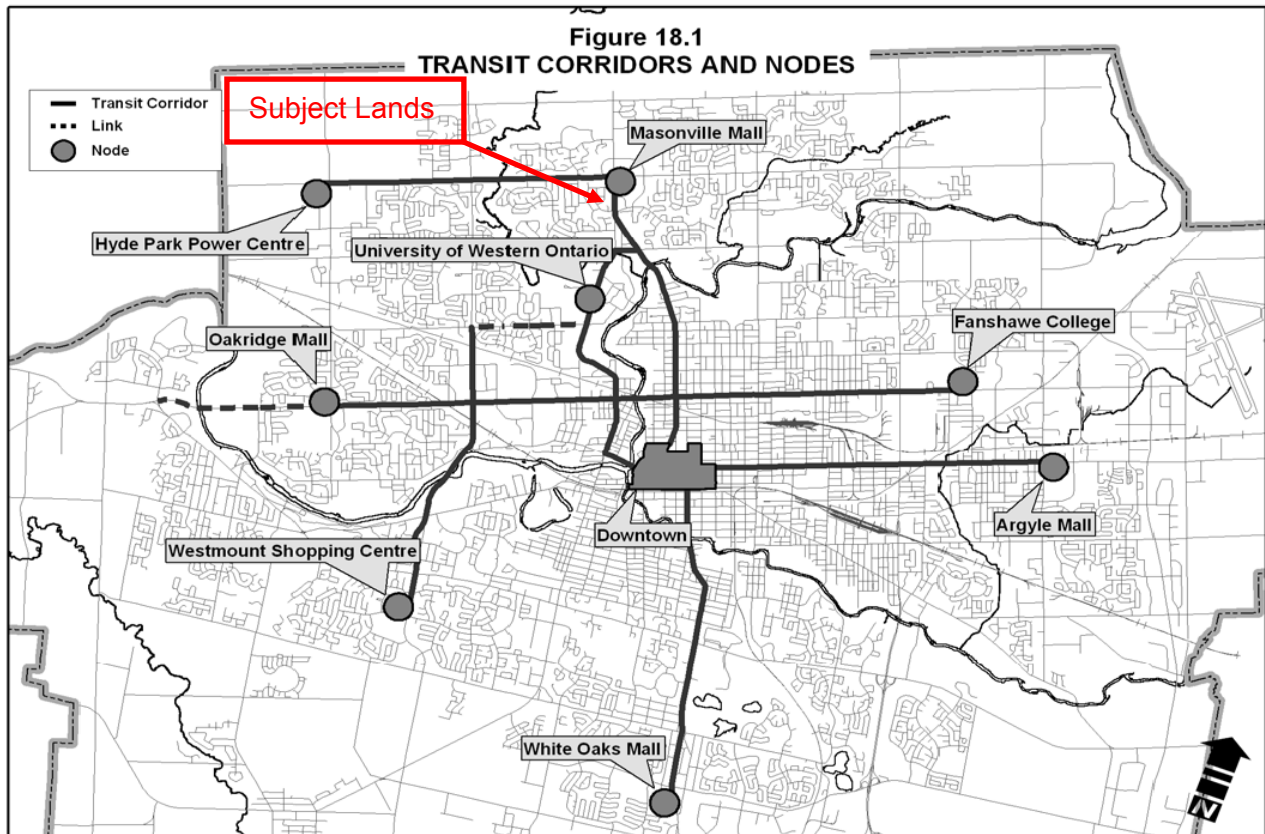 Figure 18.1
TRANSIT CORRIDORS AND NODES
Transit Corridor
Link
Node
Subject Lands
Masonville Mall
Hyde Park Power Centre
University of Western Ontario
Oakridge Mall
Fanshawe College
Westmount Shopping Centre
Downtown
Argyle Mall
White Oaks Mall
N